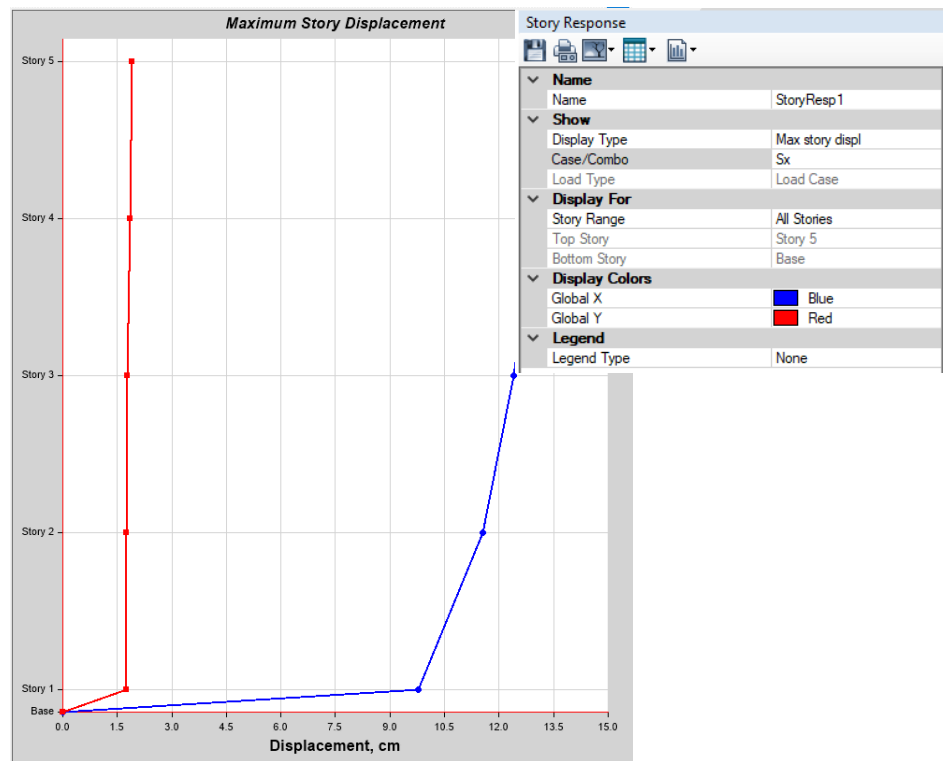 Maximum Story Displacement
Story 5
Story 4
Story 3
Story 2
Story 1
Base
0.0 1.5 3.0 4.5 6.0 7.5 9.0 10.5 12.0 13.5 15.0
Displacement, cm
Story Response
Name
Name StoryResp1
Show
Display Type Max story displ
Case/Combo Sx
Load Type Load Case
Display For
Story Range All Stories
Top Story Story 5
Bottom Story Base
Display Colors
Global X Blue
Global Y Red
Legend
Legend Type None